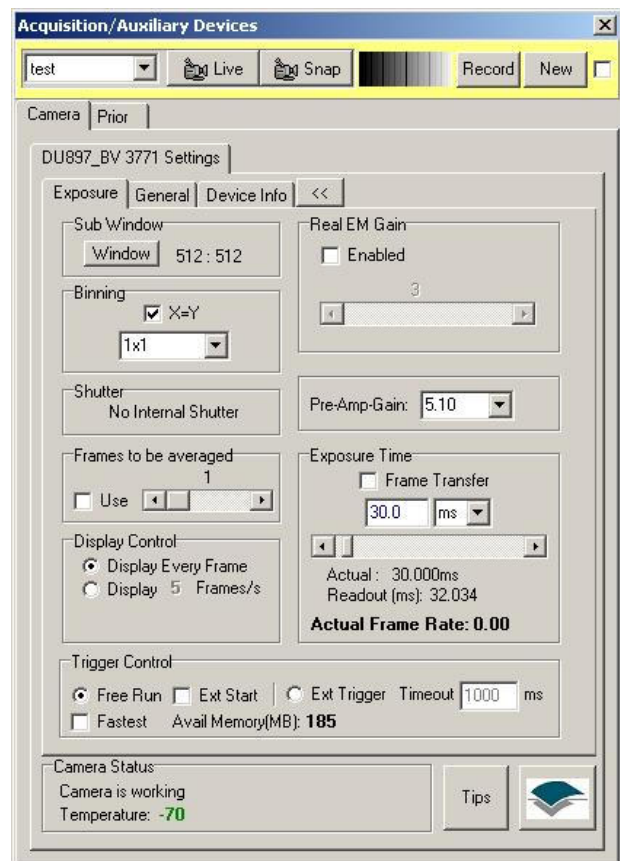 Acquisition/Auxiliary Devices
test Live Snap Record New
Camera Prior
DU897_BV 3771 Settings
Exposure General Device Info <<
Sub Window
Window 512 : 512
Real EM Gain
Enabled
3
Binning
X=Y
1x1
Shutter
No Internal Shutter
Pre-Amp-Gain: 5.10
Frames to be averaged
1
Use
Exposure Time
Frame Transfer
30.0 ms
Actual : 30.000ms
Readout (ms): 32.034
Actual Frame Rate: 0.00
Display Control
Display Every Frame
Display 5 Frames/s
Trigger Control
Free Run Ext Start Ext Trigger Timeout 1000 ms
Fastest Avail Memory(MB): 185
Camera Status
Camera is working
Temperature: -70
Tips